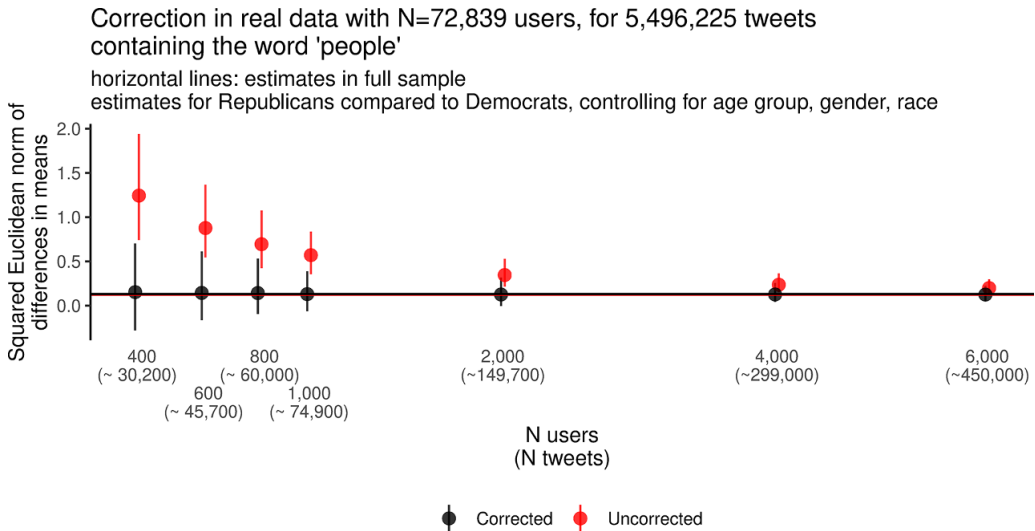 Correction in real data with N=72,839 users, for 5,496,225 tweets
containing the word 'people'
horizontal lines: estimates in full sample
estimates for Republicans compared to Democrats, controlling for age group, gender, race
Squared Euclidean norm of
differences in means
2.0
1.5
1.0
0.5
0.0
400
(~ 30,200)
600
(~ 45,700)
800
(~ 60,000)
1,000
(~ 74,900)
2,000
(~149,700)
4,000
(~299,000)
6,000
(~450,000)
N users
(N tweets)
Corrected
Uncorrected